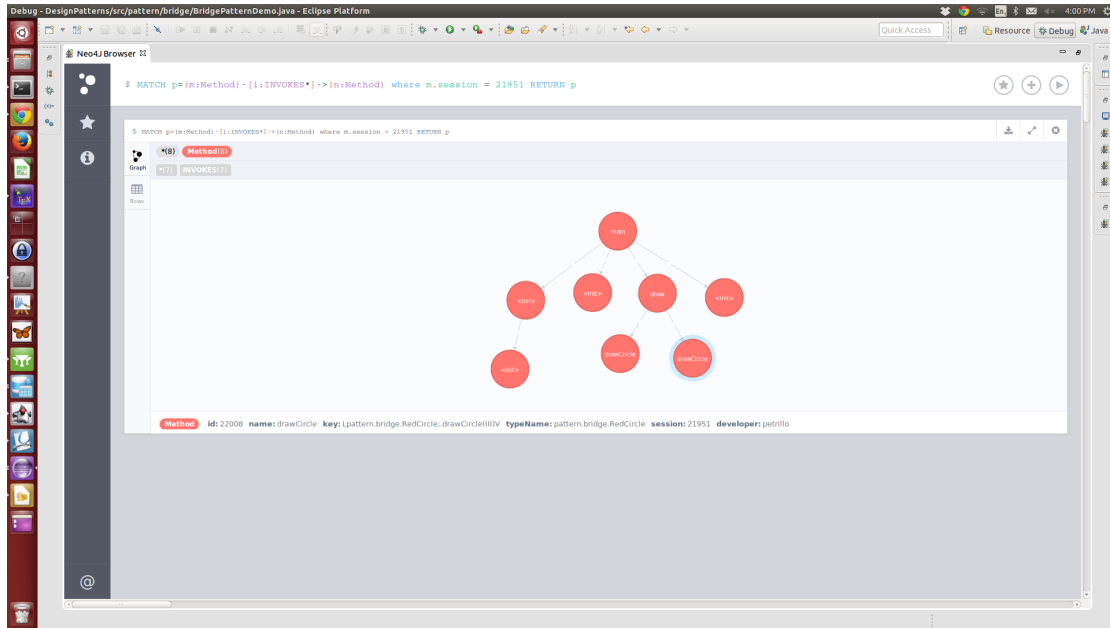 Debug - DesignPatterns/src/pattern/bridge/BridgePatternDemo.java - Eclipse Platform
En
4:00 PM
Quick Access
Resource
Debug
Java
Neo4J Browser
$ MATCH p=(m:Method)-[i:INVOKES*]->(n:Method) where m.session = 21951 RETURN p
$ MATCH p=(m:Method)-[i:INVOKES*]->(n:Method) where m.session = 21951 RETURN p
*(8) Method(8)
Graph
*(7) INVOKES(7)
Rows
main
<init>
<init>
draw
<init>
<init>
drawCircle
drawCircle
Method id: 22008 name: drawCircle key: Lpattern.bridge.RedCircle;.drawCircle(III)V typeName: pattern.bridge.RedCircle session: 21951 developer: petrillo
@